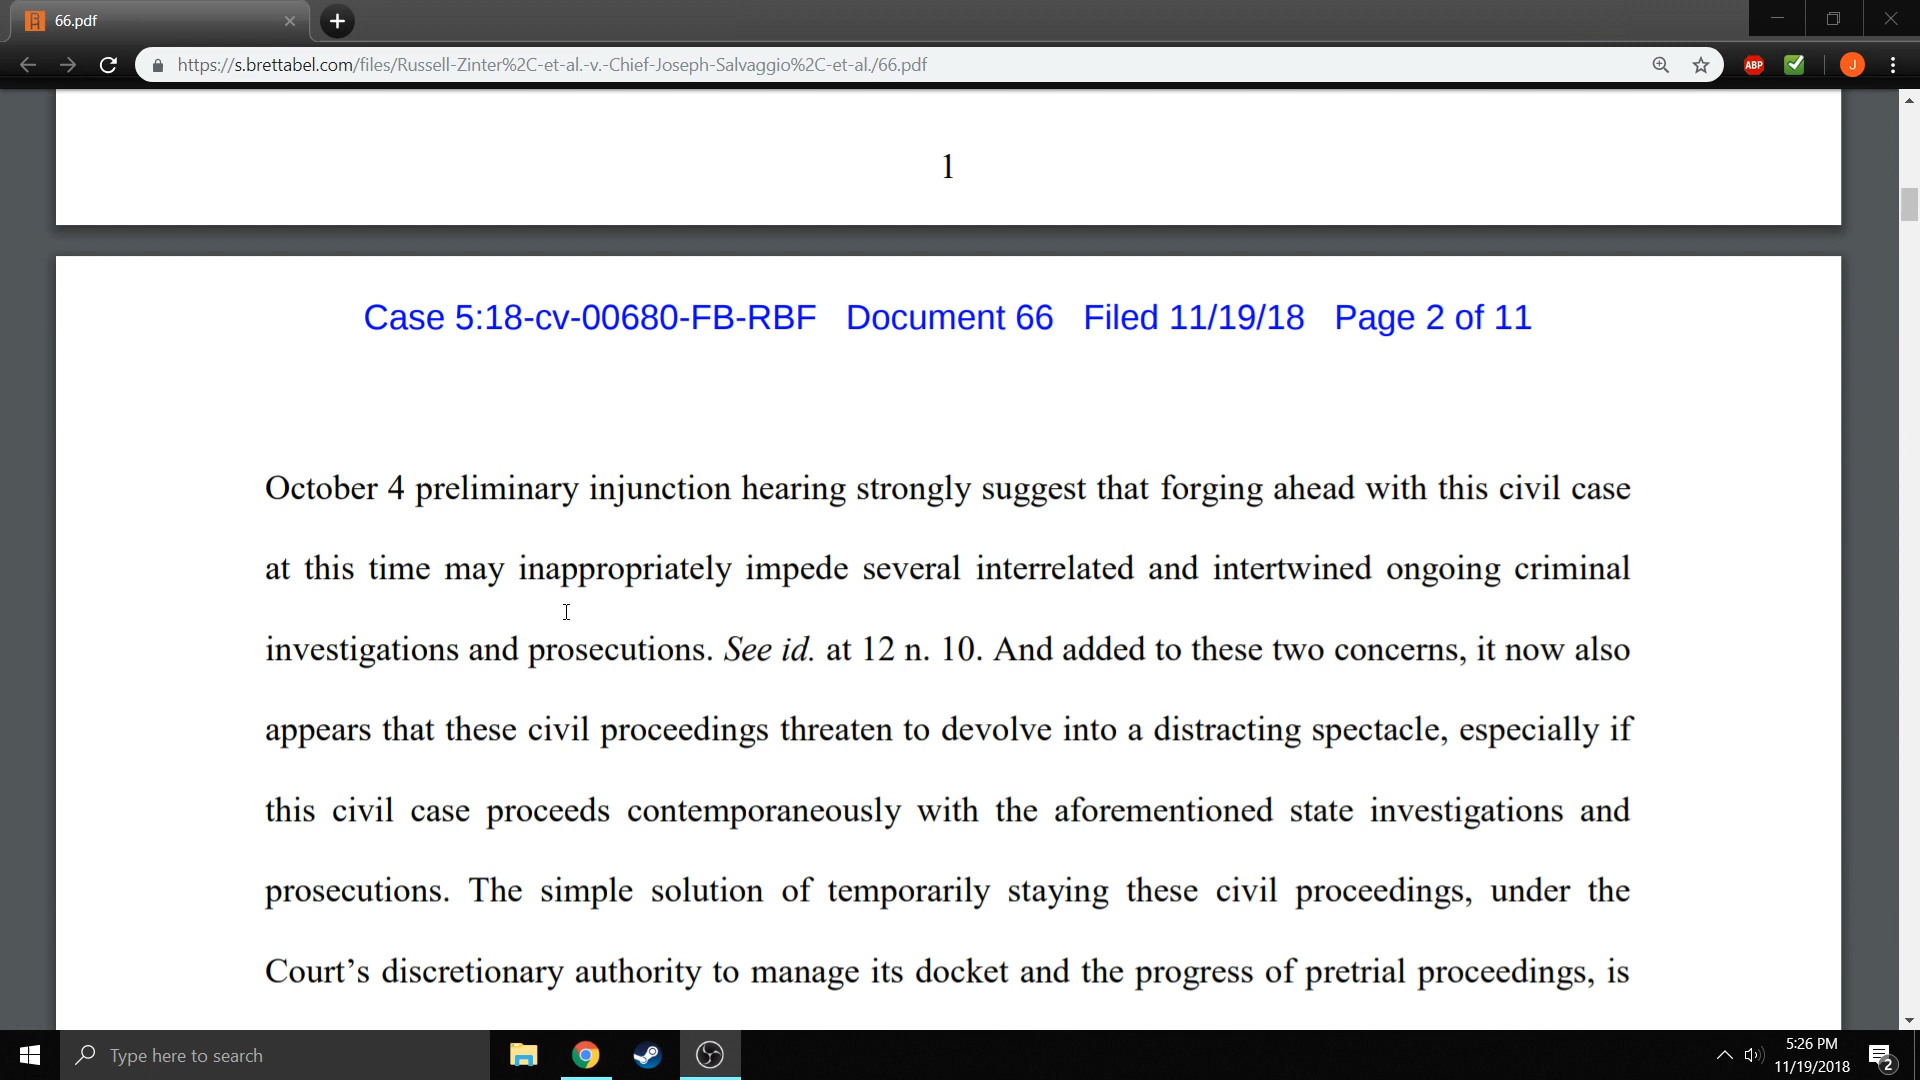 66.pdf
https://s.brettabel.com/files/Russell-Zinter%2C-et-al.-v.-Chief-Joseph-Salvaggio%2C-et-al./66.pdf
ABP
J
1
Case 5:18-cv-00680-FB-RBF Document 66 Filed 11/19/18 Page 2 of 11
October 4 preliminary injunction hearing strongly suggest that forging ahead with this civil case
at this time may inappropriately impede several interrelated and intertwined ongoing criminal
investigations and prosecutions. See id. at 12 n. 10. And added to these two concerns, it now also
appears that these civil proceedings threaten to devolve into a distracting spectacle, especially if
this civil case proceeds contemporaneously with the aforementioned state investigations and
prosecutions. The simple solution of temporarily staying these civil proceedings, under the
Court’s discretionary authority to manage its docket and the progress of pretrial proceedings, is
Type here to search
5:26 PM
11/19/2018
2